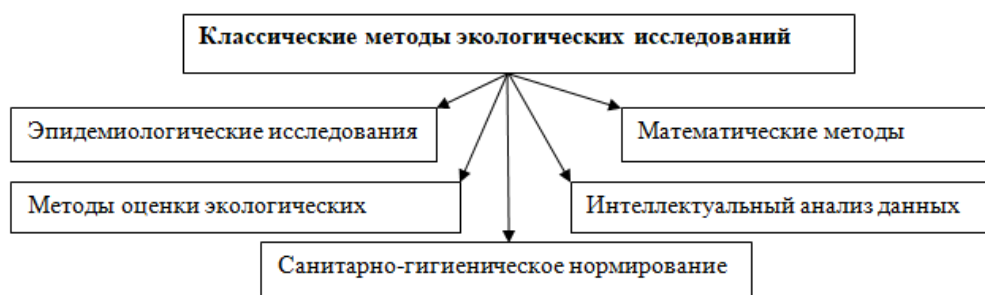 Классические методы экологических исследований
Эпидемиологические исследования
Математические методы
Методы оценки экологических
Интеллектуальный анализ данных
Санитарно-гигиеническое нормирование